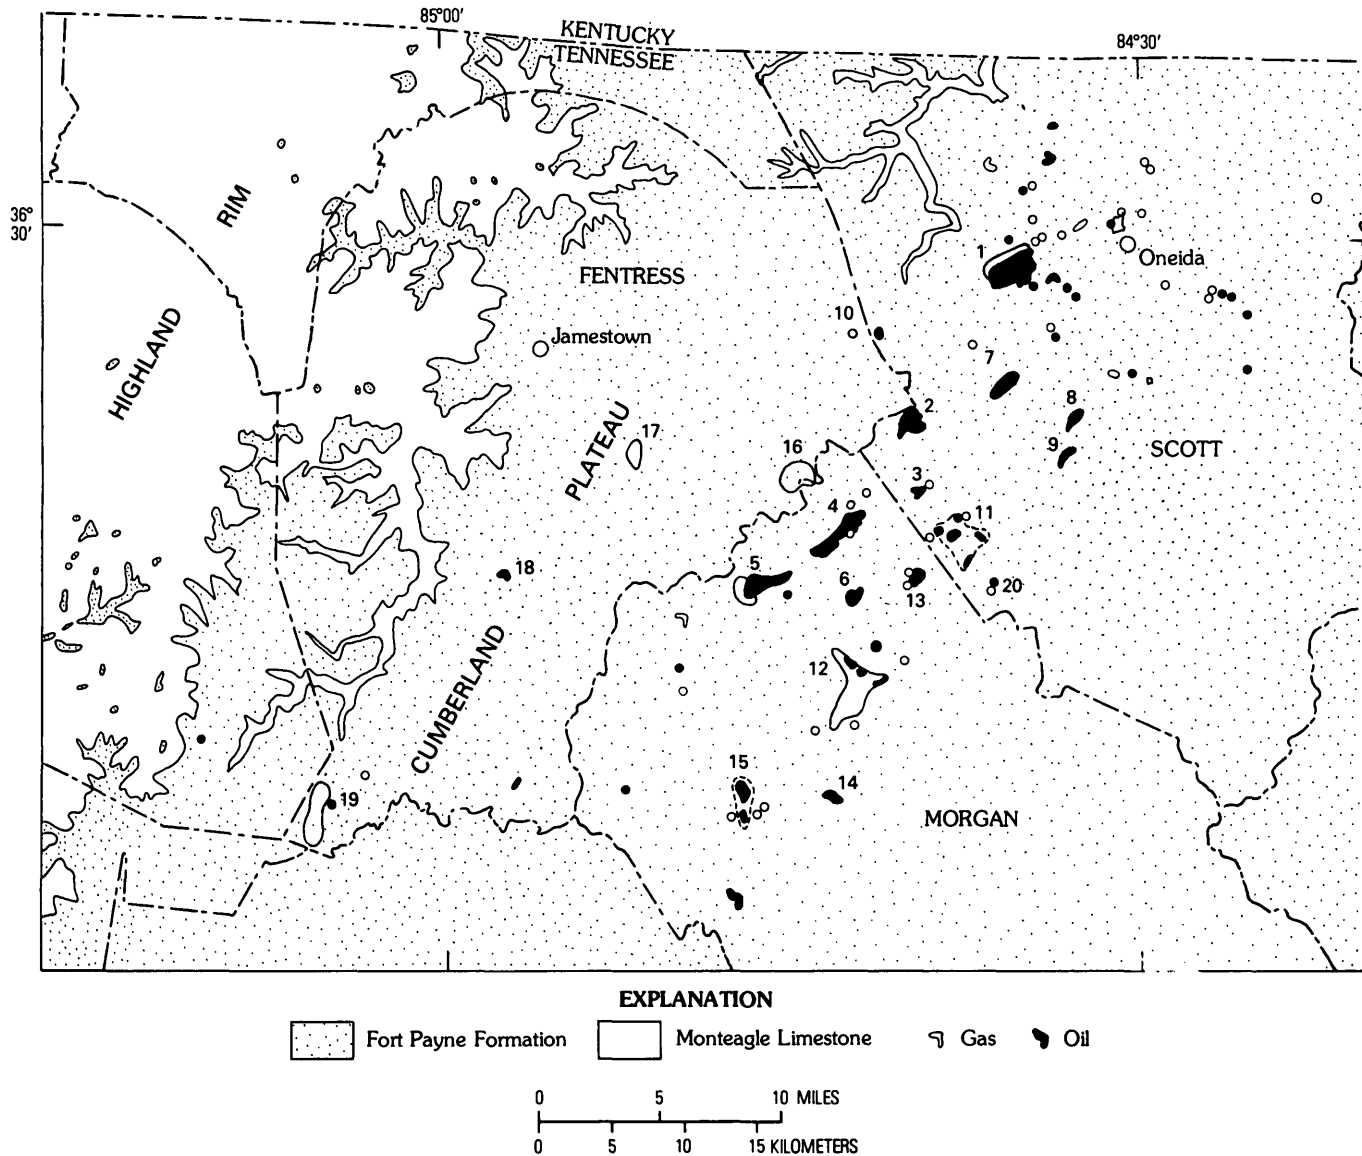 85°00'
KENTUCKY
TENNESSEE
84°30'
36°
30'
RIM
HIGHLAND
FENTRESS
Jamestown
1
Oneida
10
7
2
8
9
SCOTT
17
16
PLATEAU
3
4
11
5
6
13
20
18
12
CUMBERLAND
15
14
19
MORGAN
EXPLANATION
Fort Payne Formation Monteagle Limestone Gas Oil
0 5 10 MILES
0 5 10 15 KILOMETERS